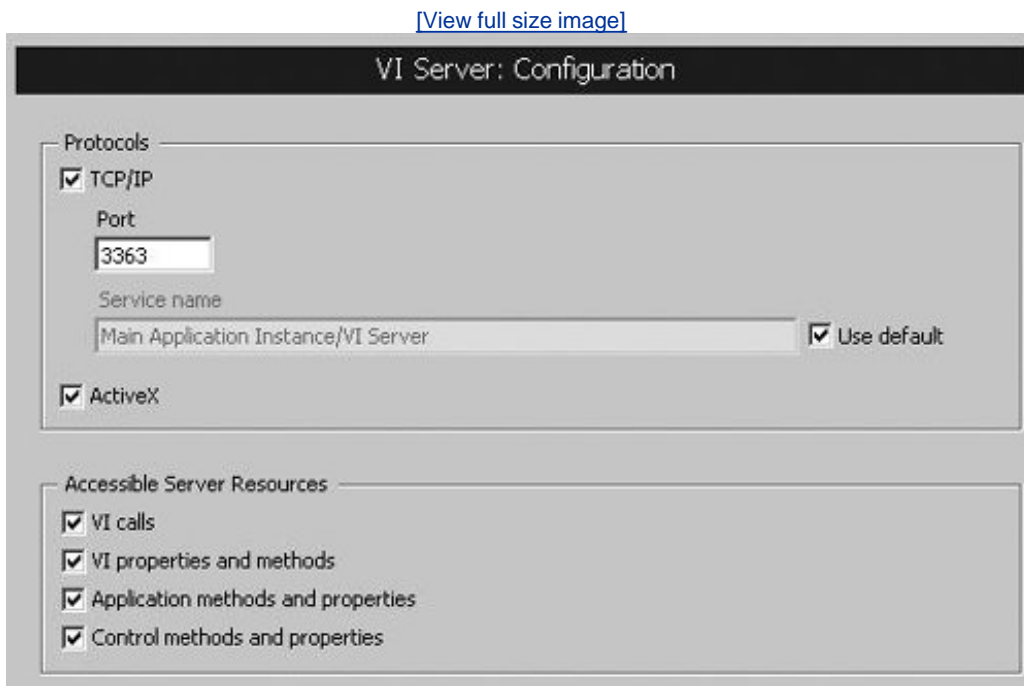 [View full size image]
VI Server: Configuration
Protocols
TCP/IP
Port
3363
Service name
Main Application Instance/VI Server
Use default
ActiveX
Accessible Server Resources
VI calls
VI properties and methods
Application methods and properties
Control methods and properties